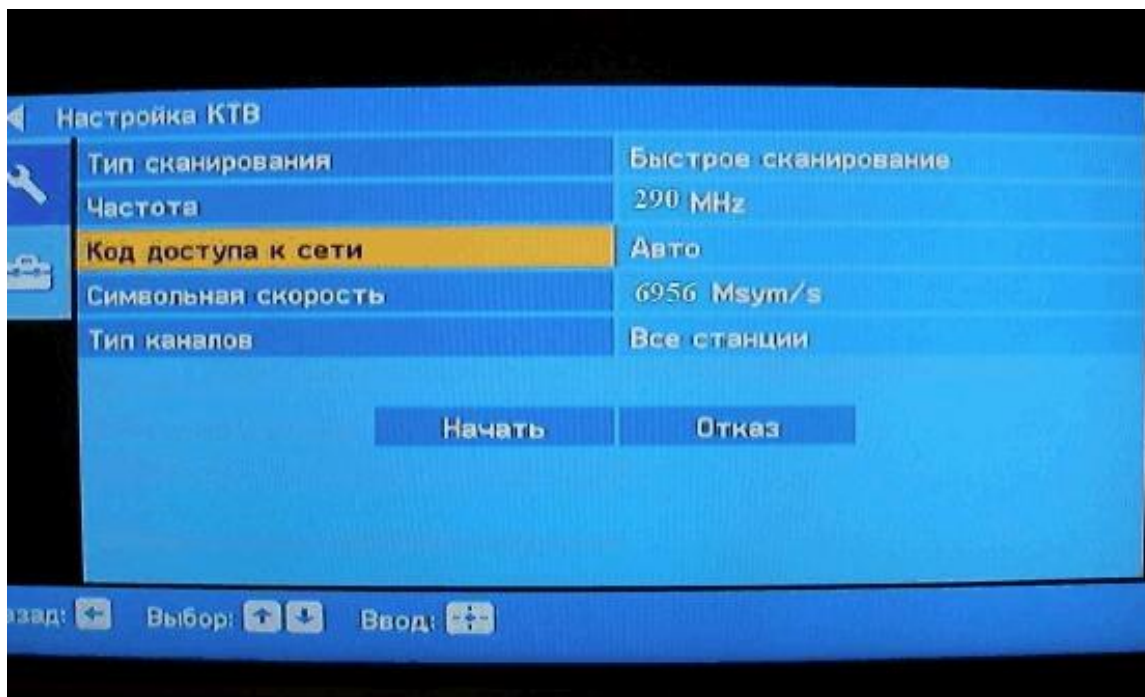 Настройка КТВ
Тип сканирования Быстрое сканирование
Частота 290 MHz
Код доступа к сети Авто
Символьная скорость 6956 Msym/s
Тип каналов Все станции
Начать Отказ
азад: Выбор: Ввод: